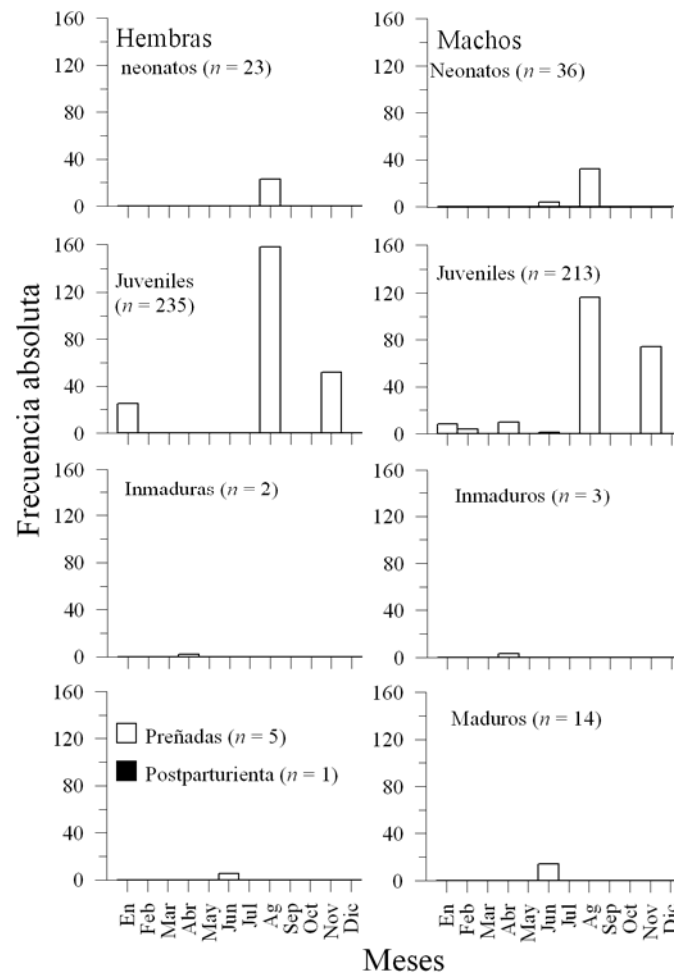 Hembras
neonatos (n = 23)
160
120
80
40
0
Machos
Neonatos (n = 36)
160
120
80
40
0
Juveniles
(n = 235)
160
120
80
40
0
Juveniles (n = 213)
160
120
80
40
0
Frecuencia absoluta
Inmaduras (n = 2)
160
120
80
40
0
Inmaduros (n = 3)
160
120
80
40
0
Preñadas (n = 5)
Postparturienta (n = 1)
160
120
80
40
0
Maduros (n = 14)
160
120
80
40
0
En Feb Mar Abr May Jun Jul Ag Sep Oct Nov Dic
En Feb Mar Abr May Jun Jul Ag Sep Oct Nov Dic
Meses